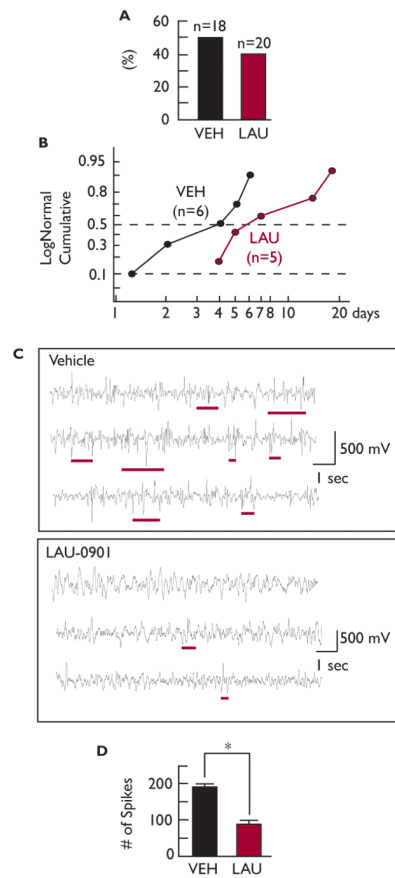 A
60
40
20
0
(%)
n=18
n=20
VEH
LAU
B
0.95
0.8
0.5
0.3
0.1
LogNormal
Cumulative
VEH
(n=6)
LAU
(n=5)
1 2 3 4 5 6 7 8 10 20 days
C
Vehicle
500 mV
1 sec
LAU-0901
500 mV
1 sec
D
*
200
100
0
# of Spikes
VEH
LAU